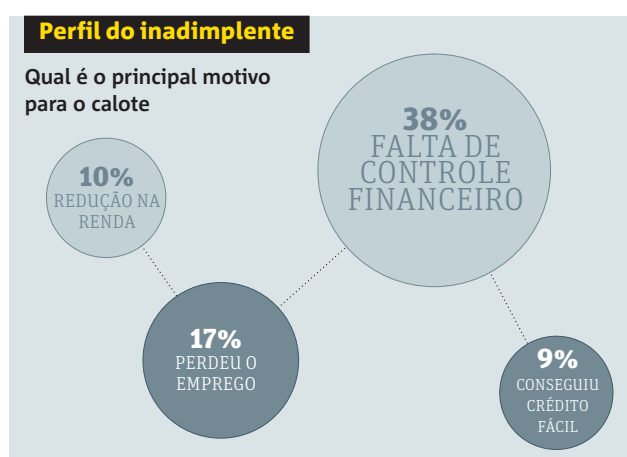 Perfil do inadimplente
Qual é o principal motivo
para o calote
38%
FALTA DE
CONTROLE
FINANCEIRO
10%
REDUÇÃO NA
RENDA
17%
PERDEU O
EMPREGO
9%
CONSEGUIU
CRÉDITO
FÁCIL